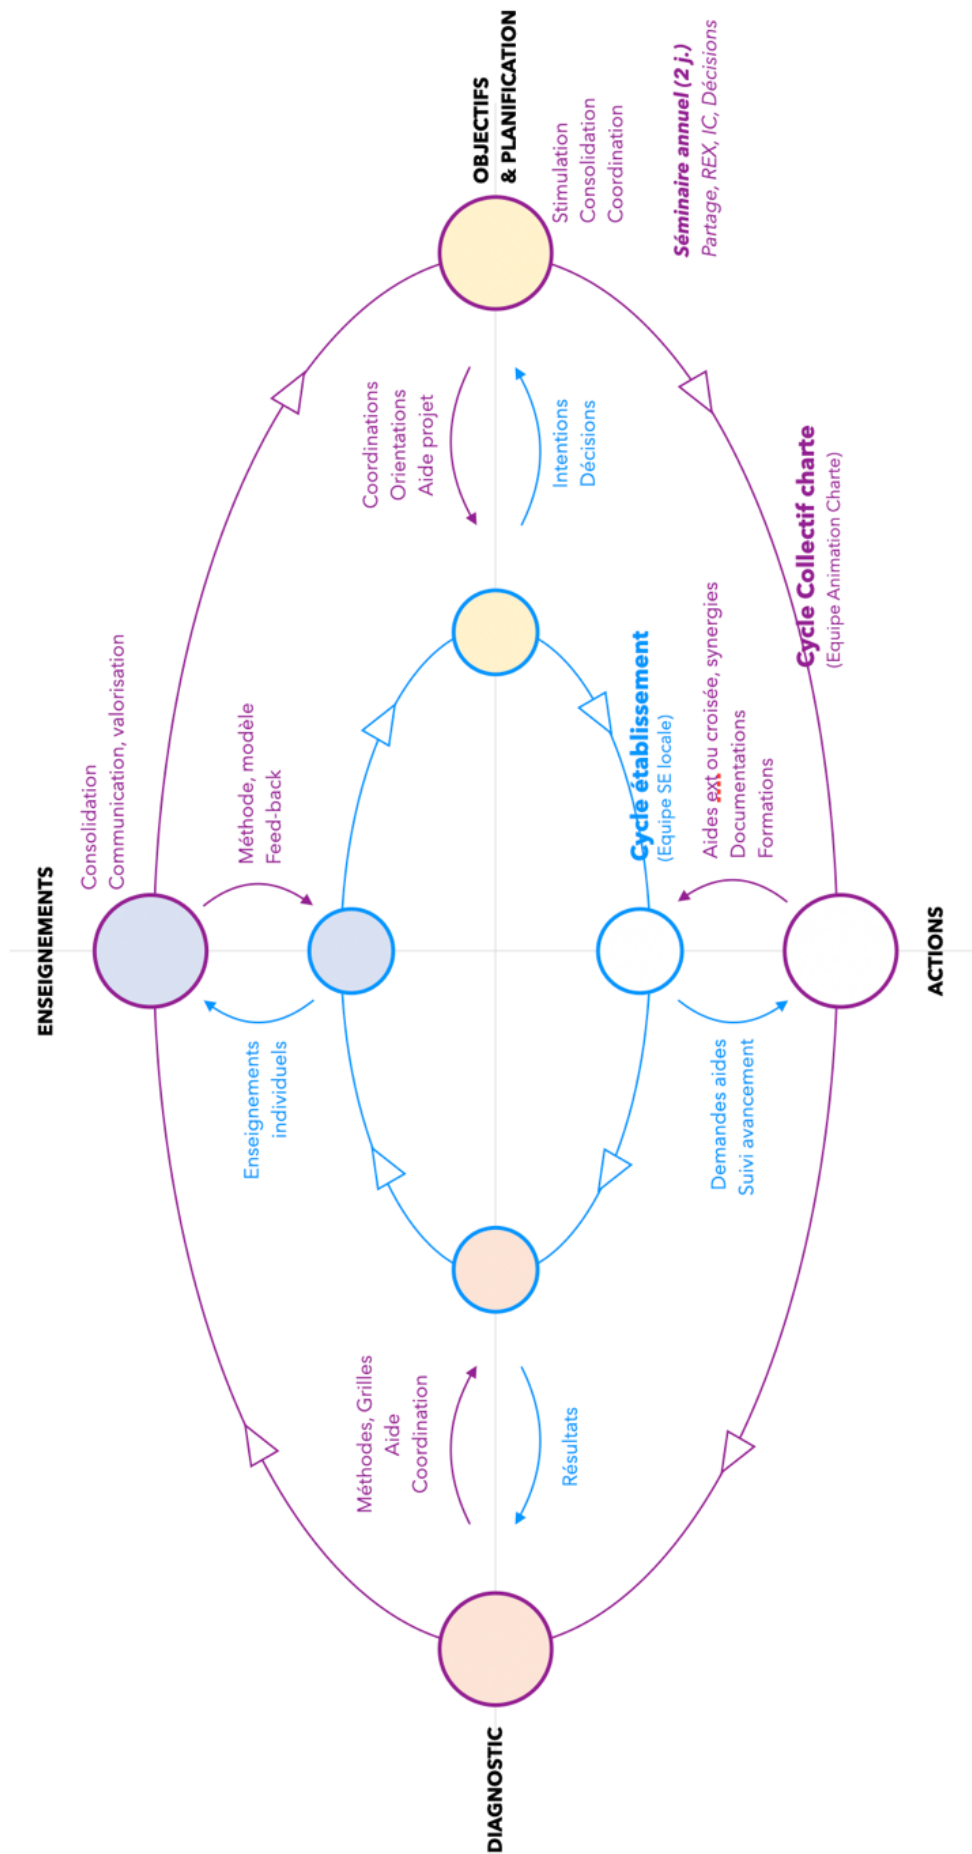 ENSEIGNEMENTS
Consolidation
Communication, valorisation
Enseignements
individuels
Méthode, modèle
Feed-back
Méthodes, Grilles
Aide
Coordination
Coordinations
Orientations
Aide projet
DIAGNOSTIC
OBJECTIFS
& PLANIFICATION
Résultats
Intentions
Décisions
Stimulation
Consolidation
Coordination
Cycle établissement
(Equipe SE locale)
Séminaire annuel (2 j.)
Partage, REX, IC, Décisions
Demandes aides
Suivi avancement
Aides ext ou croisée, synergies
Documentations
Formations
Cycle Collectif charte
(Equipe Animation Charte)
ACTIONS